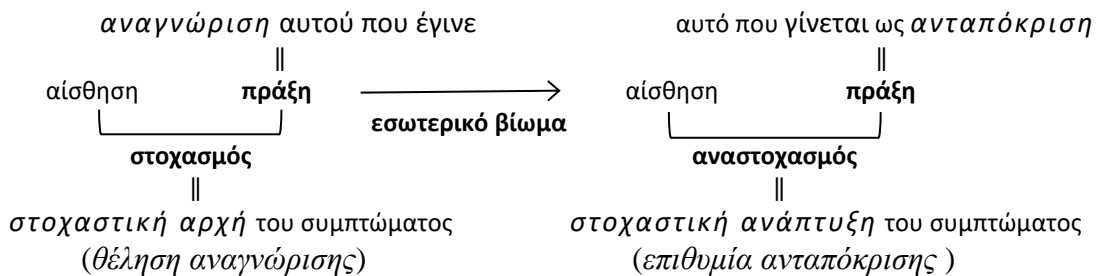 αναγνώριση αυτού που έγινε αυτό που γίνεται ως ανταπόκριση
|| ||
αίσθηση πράξη αίσθηση πράξη
εσωτερικό βίωμα
στοχασμός αναστοχασμός
|| ||
στοχαστική αρχή του συμπτώματος στοχαστική ανάπτυξη του συμπτώματος
(θέληση αναγνώρισης) (επιθυμία ανταπόκρισης )